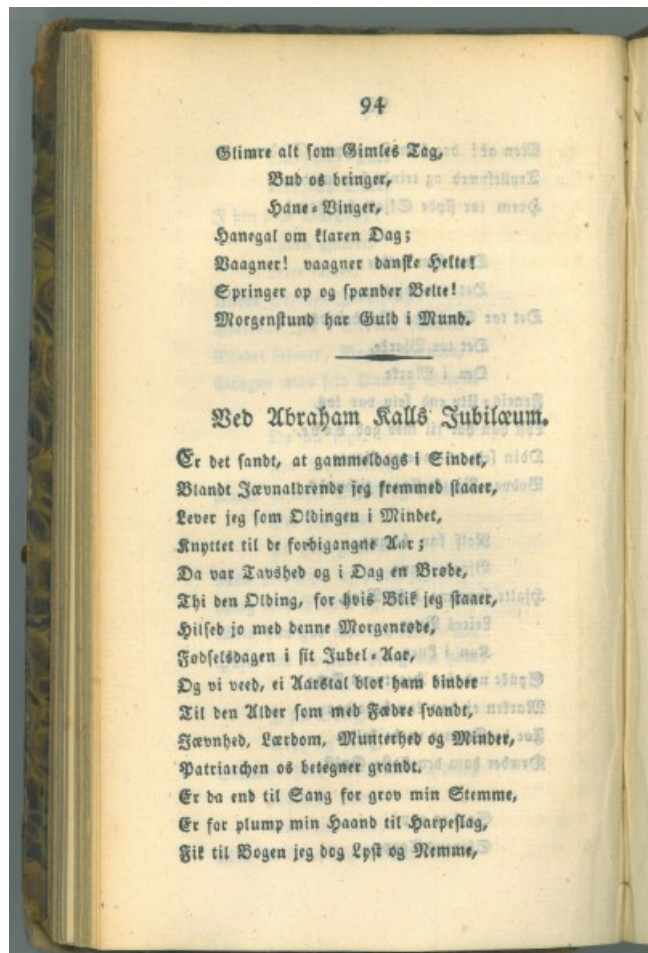 94
Glimre alt som Gimles Tag,
Bud os bringer,
Hane-Vinger,
Hanegal om klaren Dag;
Vaagner! vaagner danske Helte!
Springer op og spænder Belte!
Morgenstund har Guld i Mund.
Ved Abraham Kalls Jubilæum.
Er det sandt, at gammeldags i Sindet,
Blandt Jævnaldrende jeg fremmed staaer,
Lever jeg som Oldingen i Mindet,
Knyttet til de forbigangne Aar;
Da var Tavshed og i Dag en Brøde,
Thi den Olding, for hvis Blik jeg staaer,
Hilsed jo med denne Morgenrøde,
Fødselsdagen i sit Jubel-Aar,
Og vi veed, ei Aarstal blot ham binder
Til den Alder som med Fædre svandt,
Jævnhed, Lærdom, Munterhed og Minder,
Patriarchen os betegner grandt.
Er da end til Sang for grov min Stemme,
Er for plump min Haand til Harpeslag,
Fik til Bogen jeg dog Lyst og Nemme,